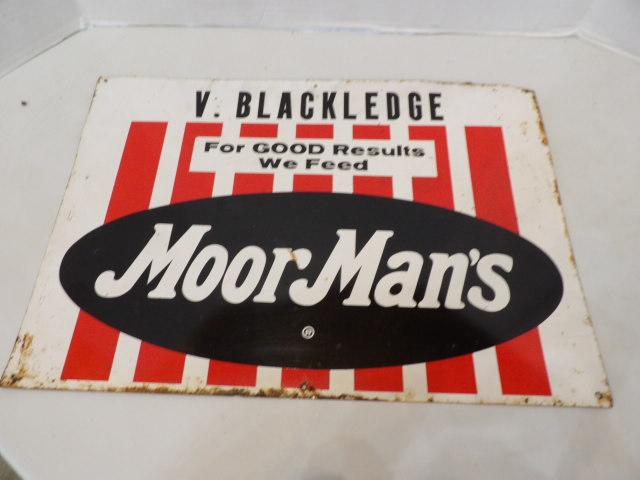 V. BLACKLEDGE
For GOOD Results
We Feed
MoorMan's
®